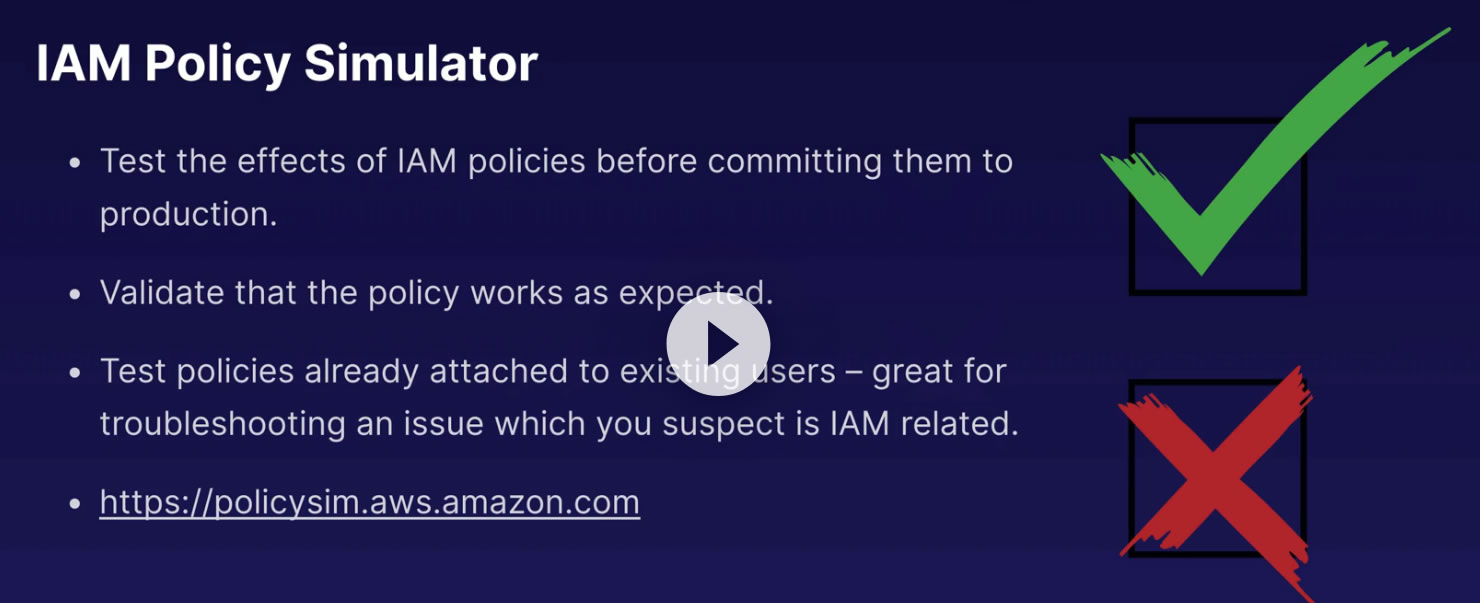 IAM Policy Simulator
• Test the effects of IAM policies before committing them to
production.
• Validate that the policy works as expected.
• Test policies already attached to existing users – great for
troubleshooting an issue which you suspect is IAM related.
• https://policysim.aws.amazon.com